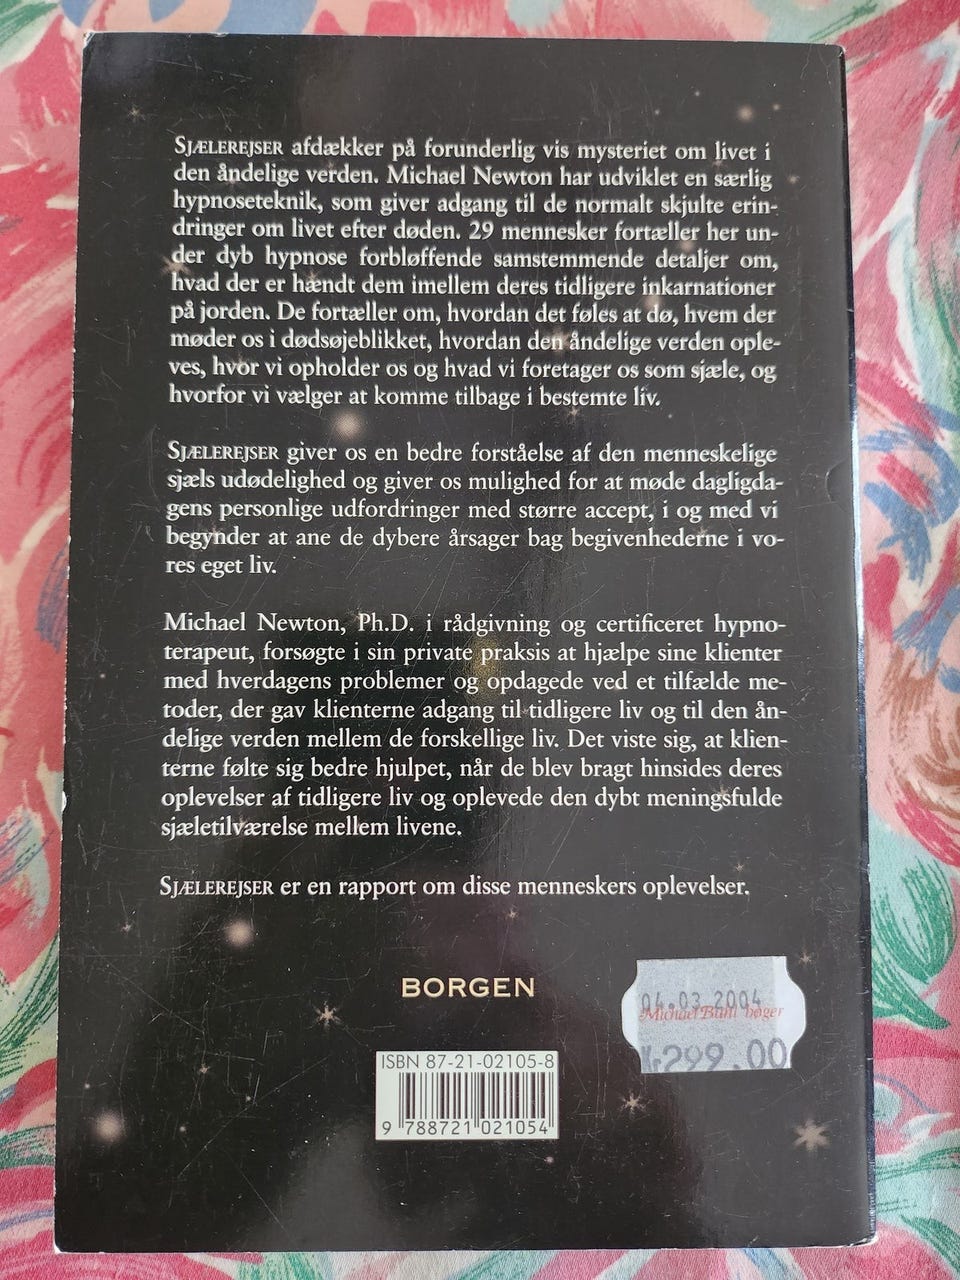 SJÆLEREJSER afdækker på forunderlig vis mysteriet om livet i
den åndelige verden. Michael Newton har udviklet en særlig
hypnoseteknik, som giver adgang til de normalt skjulte erin-
dringer om livet efter døden. 29 mennesker fortæller her un-
der dyb hypnose forbløffende samstemmende detaljer om,
hvad der er hændt dem imellem deres tidligere inkarnationer
på jorden. De fortæller om, hvordan det føles at dø, hvem der
møder os i dødsøjeblikket, hvordan den åndelige verden ople-
ves, hvor vi opholder os og hvad vi foretager os som sjæle, og
hvorfor vi vælger at komme tilbage i bestemte liv.
SJÆLEREJSER giver os en bedre forståelse af den menneskelige
sjæls udødelighed og giver os mulighed for at møde dagligda-
gens personlige udfordringer med større accept, i og med vi
begynder at ane de dybere årsager bag begivenhederne i vo-
res eget liv.
Michael Newton, Ph.D. i rådgivning og certificeret hypno-
terapeut, forsøgte i sin private praksis at hjælpe sine klienter
med hverdagens problemer og opdagede ved et tilfælde me-
toder, der gav klienterne adgang til tidligere liv og til den ån-
delige verden mellem de forskellige liv. Det viste sig, at klien-
terne følte sig bedre hjulpet, når de blev bragt hinsides deres
oplevelser af tidligere liv og oplevede den dybt meningsfulde
sjæletilværelse mellem livene.
SJÆLEREJSER er en rapport om disse menneskers oplevelser.
BORGEN
04.03.2004
Michael Buhl bøger
Kr299.00
ISBN 87-21-02105-8
9 788721 021054